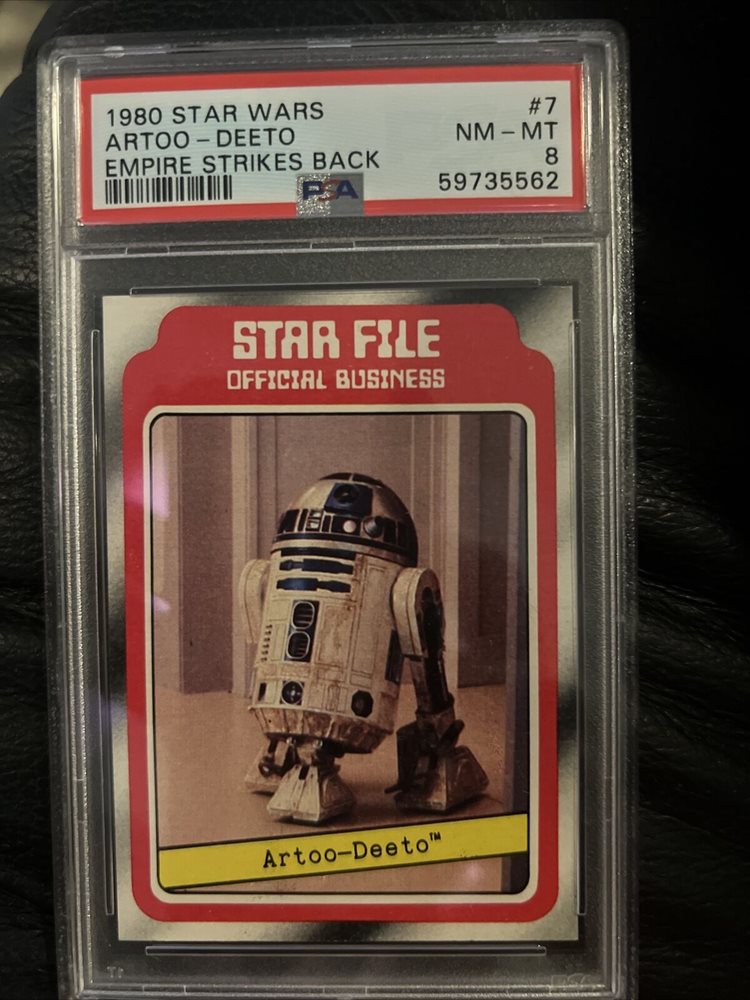 1980 STAR WARS #7
ARTOO-DEETO NM-MT
EMPIRE STRIKES BACK 8
PSA 59735562
STAR FILE
OFFICIAL BUSINESS
Artoo-Deeto™